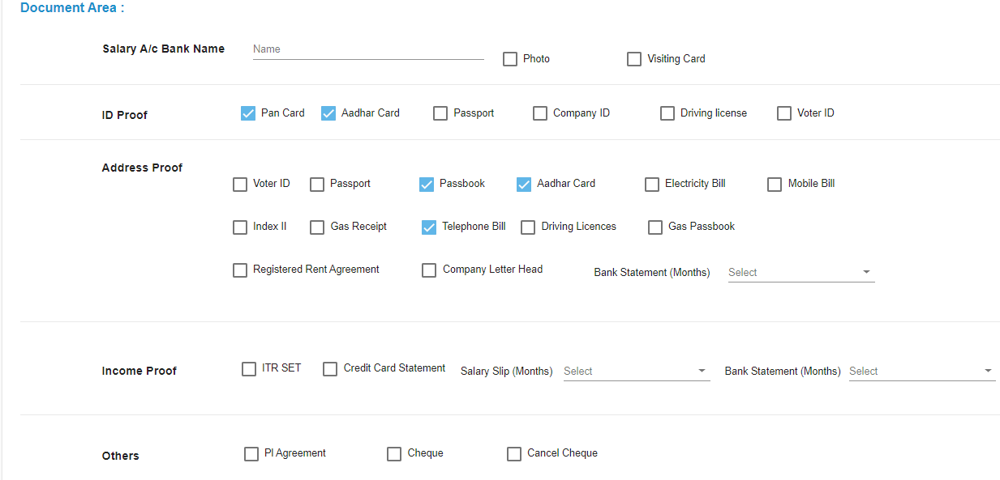 Document Area :
Salary A/c Bank Name Name Photo Visiting Card
ID Proof Pan Card Aadhar Card Passport Company ID Driving license Voter ID
Address Proof
Voter ID Passport Passbook Aadhar Card Electricity Bill Mobile Bill
Index II Gas Receipt Telephone Bill Driving Licences Gas Passbook
Registered Rent Agreement Company Letter Head Bank Statement (Months) Select
Income Proof ITR SET Credit Card Statement Salary Slip (Months) Select Bank Statement (Months) Select
Others PI Agreement Cheque Cancel Cheque